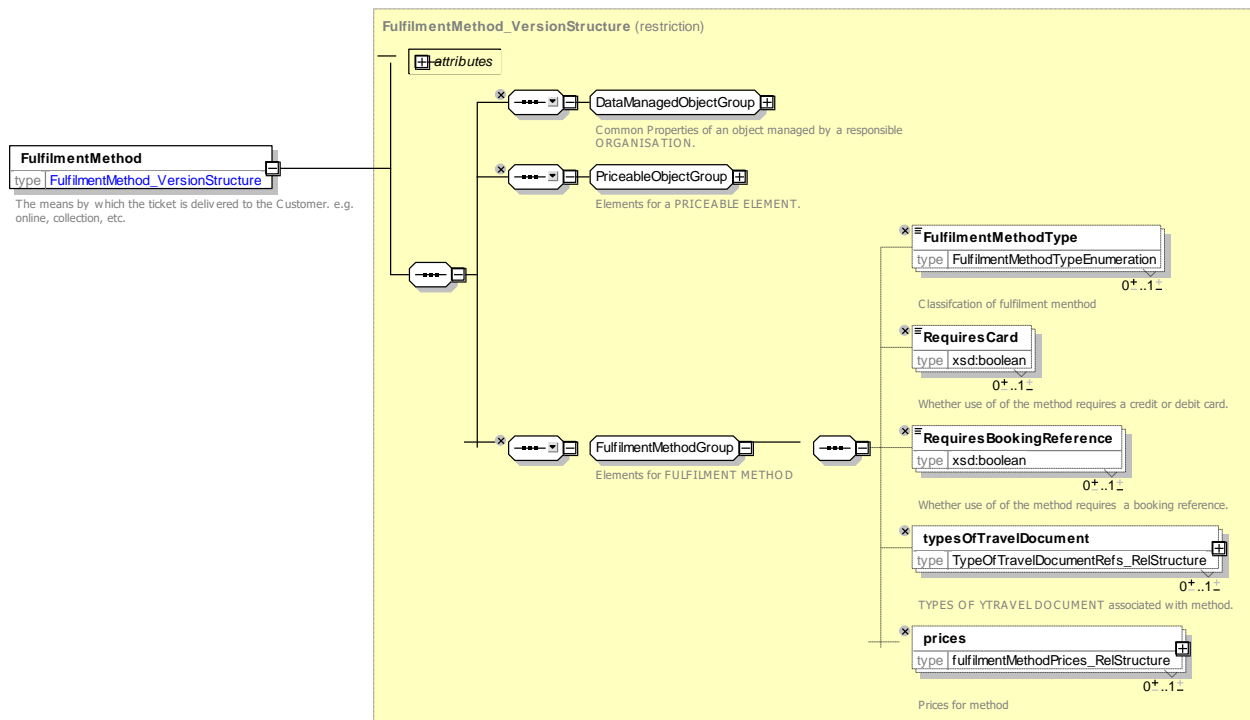 FulfilmentMethod_VersionStructure (restriction)
attributes
DataManagedObjectGroup
Common Properties of an object managed by a responsible
ORGANISATION.
FulfilmentMethod
type FulfilmentMethod_VersionStructure
The means by which the ticket is delivered to the Customer. e.g.
online, collection, etc.
PriceableObjectGroup
Elements for a PRICEABLE ELEMENT.
FulfilmentMethodType
type FulfilmentMethodTypeEnumeration
0..1
Classifcation of fulfilment menthod
RequiresCard
type xsd:boolean
0..1
Whether use of of the method requires a credit or debit card.
FulfilmentMethodGroup
Elements for FULFILMENT METHOD
RequiresBookingReference
type xsd:boolean
0..1
Whether use of of the method requires a booking reference.
typesOfTravelDocument
type TypeOfTravelDocumentRefs_RelStructure
0..1
TYPES OF YTRAVEL DOCUMENT associated with method.
prices
type fulfilmentMethodPrices_RelStructure
0..1
Prices for method